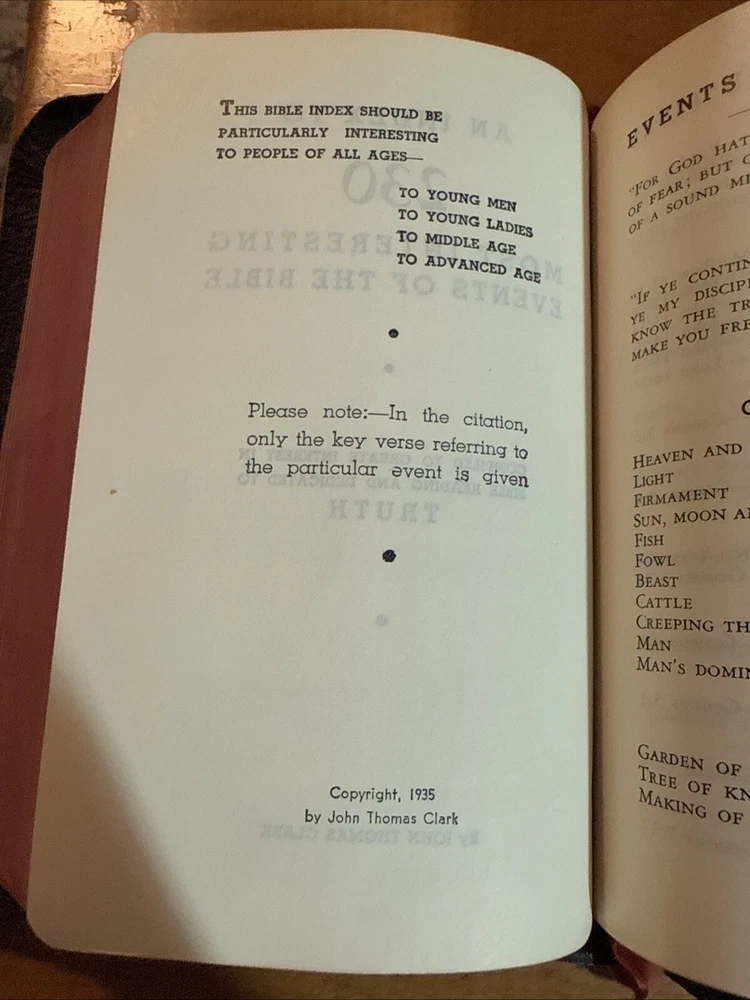 THIS BIBLE INDEX SHOULD BE
PARTICULARLY INTERESTING
TO PEOPLE OF ALL AGES—
TO YOUNG MEN
TO YOUNG LADIES
TO MIDDLE AGE
TO ADVANCED AGE
Please note:—In the citation,
only the key verse referring to
the particular event is given
Copyright, 1935
by John Thomas Clark
EVENTS
"FOR GOD HAT
OF FEAR; BUT
OF A SOUND MI
"IF YE CONTIN
YE MY DISCIPL
KNOW THE TR
MAKE YOU FRE
HEAVEN AND
LIGHT
FIRMAMENT
SUN, MOON A
FISH
FOWL
BEAST
CATTLE
CREEPING TH
MAN
MAN'S DOMIN
GARDEN OF
TREE OF KN
MAKING OF